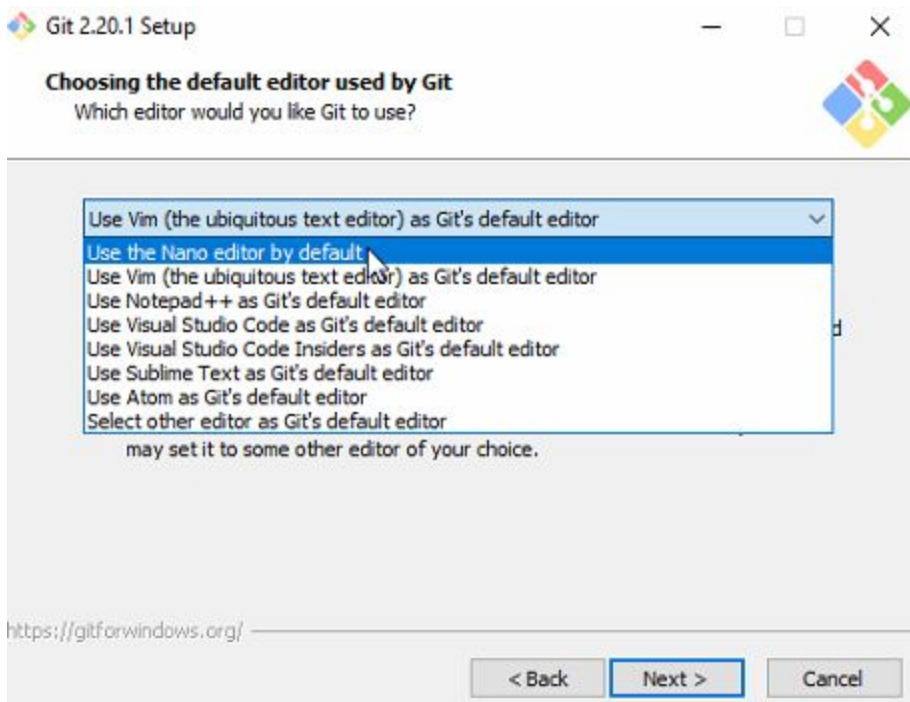 Git 2.20.1 Setup
Choosing the default editor used by Git
Which editor would you like Git to use?
Use Vim (the ubiquitous text editor) as Git's default editor
Use the Nano editor by default
Use Vim (the ubiquitous text editor) as Git's default editor
Use Notepad++ as Git's default editor
Use Visual Studio Code as Git's default editor
Use Visual Studio Code Insiders as Git's default editor
Use Sublime Text as Git's default editor
Use Atom as Git's default editor
Select other editor as Git's default editor
may set it to some other editor of your choice.
https://gitforwindows.org/
< Back
Next >
Cancel